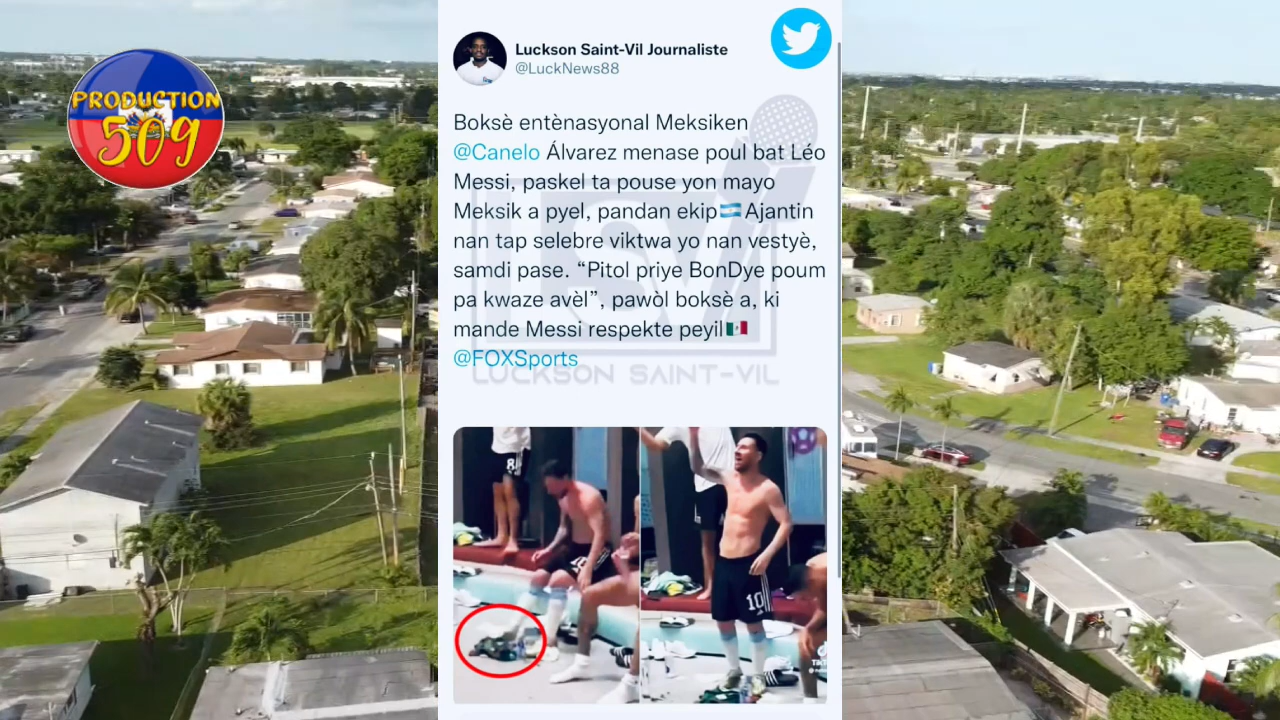 PRODUCTION
509
Luckson Saint-Vil Journaliste
@LuckNews88
Boksè entènasyonal Meksiken
@Canelo Álvarez menase poul bat Léo
Messi, paskel ta pouse yon mayo
Meksik a pyel, pandan ekip🇦🇷Ajantin
nan tap selebre viktwa yo nan vestyè,
samdi pase. “Pitol priye BonDye poum
pa kwaze avèl”, pawòl boksè a, ki
mande Messi respekte peyil🇲🇽
@FOXSports
LSV
LUCKSON SAINT-VIL
8
10